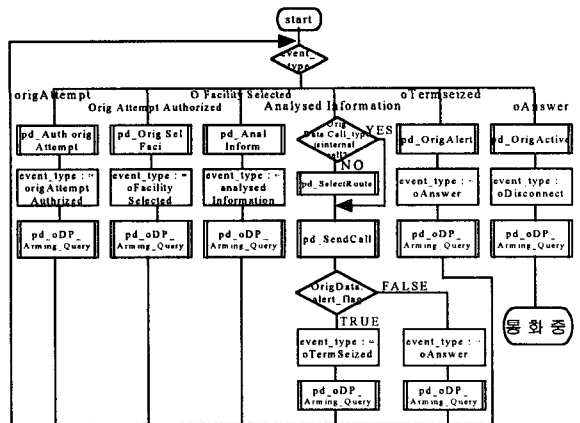 start
event_
type
origAttempt
Orig Attempt Authorized
O Facility Selected
Analysed Information
oTermseized
oAnswer
pd_Auth orig
Attempt
event_type : =
origAttempt
Authrized
pd_oDP_
Arming_Query
pd_Orig Sel
Faci
event_type : =
oFacility
Selected
pd_oDP_
Arming_Query
pd_Anal
Inform
event_type : =
analysed
Information
pd_oDP_
Arming_Query
Orig
Data Call_type
isinternal
YES
NO
pd_SelectRoute
pd_SendCall
OrigData.
alert_flag
TRUE
FALSE
event_type : =
oTermSeized
pd_oDP_
Arming_Query
event_type : =
oAnswer
pd_oDP_
Arming_Query
pd_OrigAlert
event_type : =
oAnswer
pd_oDP_
Arming_Query
pd_OrigActive
event_type :
oDisconnect
pd_oDP_
Arming_Query
통화 중